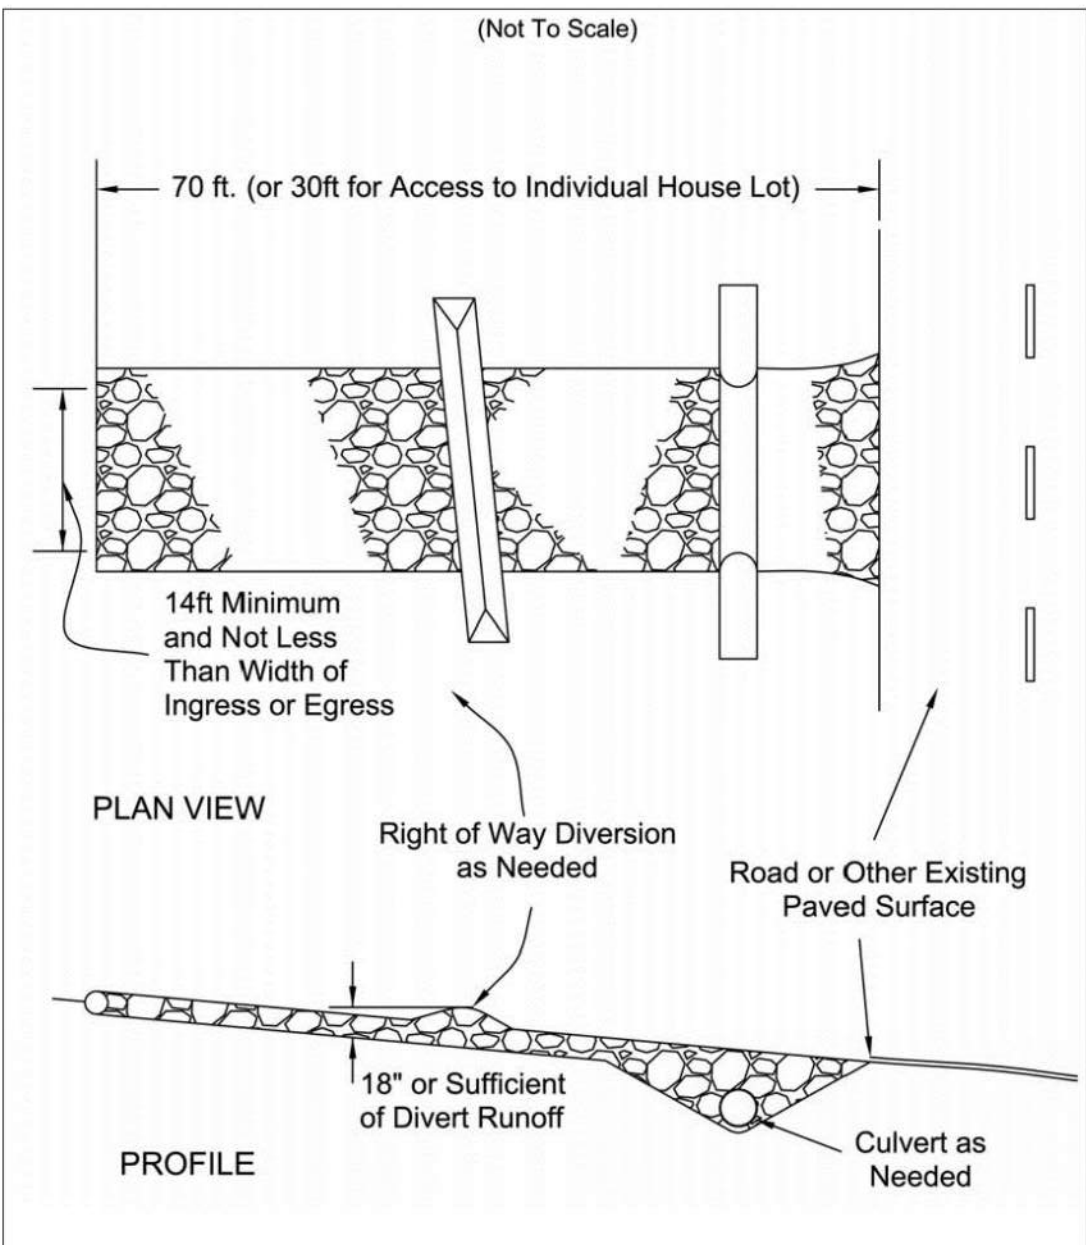 (Not To Scale)
70 ft. (or 30ft for Access to Individual House Lot)
14ft Minimum
and Not Less
Than Width of
Ingress or Egress
PLAN VIEW
Right of Way Diversion
as Needed
Road or Other Existing
Paved Surface
18" or Sufficient
of Divert Runoff
Culvert as
Needed
PROFILE